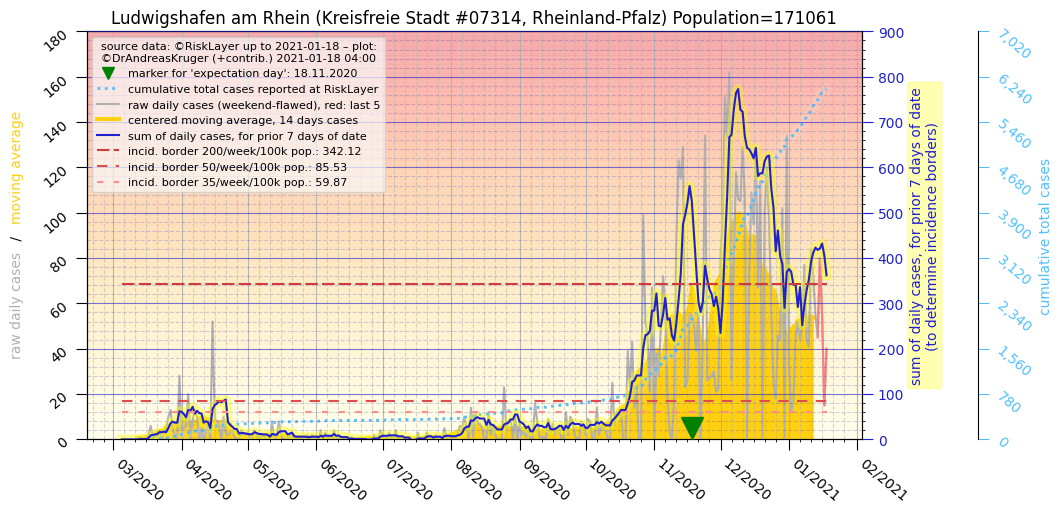 Ludwigshafen am Rhein (Kreisfreie Stadt #07314, Rheinland-Pfalz) Population=171061
source data: ©RiskLayer up to 2021-01-18 – plot:
©DrAndreasKruger (+contrib.) 2021-01-18 04:00
marker for 'expectation day': 18.11.2020
cumulative total cases reported at RiskLayer
raw daily cases (weekend-flawed), red: last 5
centered moving average, 14 days cases
sum of daily cases, for prior 7 days of date
incid. border 200/week/100k pop.: 342.12
incid. border 50/week/100k pop.: 85.53
incid. border 35/week/100k pop.: 59.87
raw daily cases / moving average
180
160
140
120
100
80
60
40
20
0
03/2020
04/2020
05/2020
06/2020
07/2020
08/2020
09/2020
10/2020
11/2020
12/2020
01/2021
02/2021
900
800
700
600
500
400
300
200
100
0
sum of daily cases, for prior 7 days of date
(to determine incidence borders)
7,020
6,240
5,460
4,680
3,900
3,120
2,340
1,560
780
0
cumulative total cases